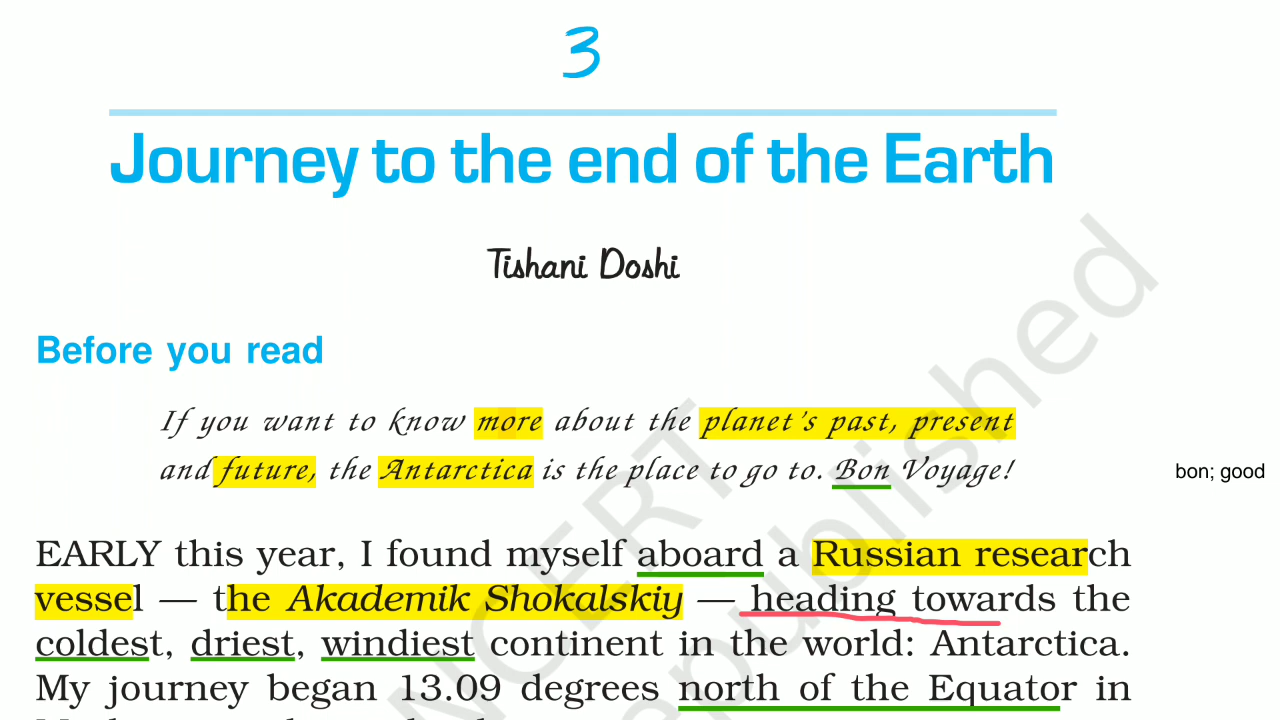 3
Journey to the end of the Earth
Tishani Doshi
Before you read
If you want to know more about the planet's past, present
and future, the Antarctica is the place to go to. Bon Voyage!
bon; good
EARLY this year, I found myself aboard a Russian research
vessel — the Akademik Shokalskiy — heading towards the
coldest, driest, windiest continent in the world: Antarctica.
My journey began 13.09 degrees north of the Equator in
NCERT
republished